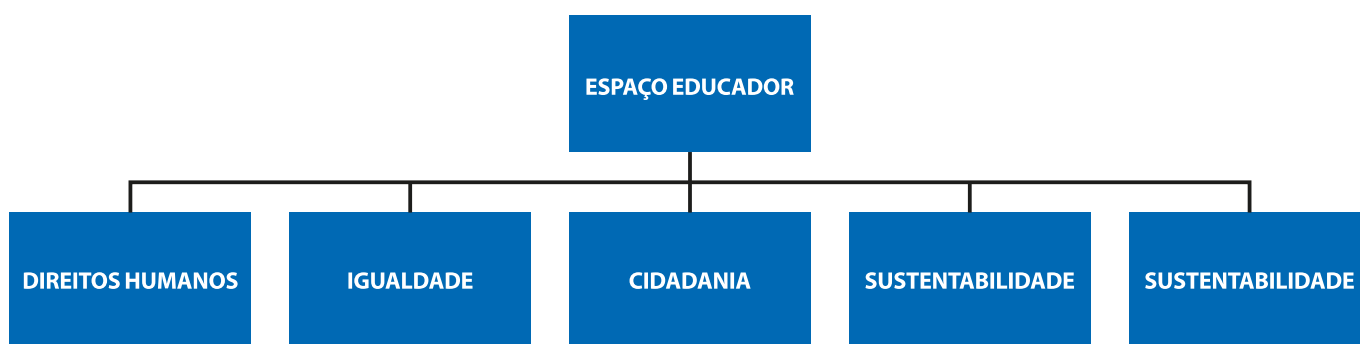 ESPAÇO EDUCADOR
DIREITOS HUMANOS
IGUALDADE
CIDADANIA
SUSTENTABILIDADE
SUSTENTABILIDADE